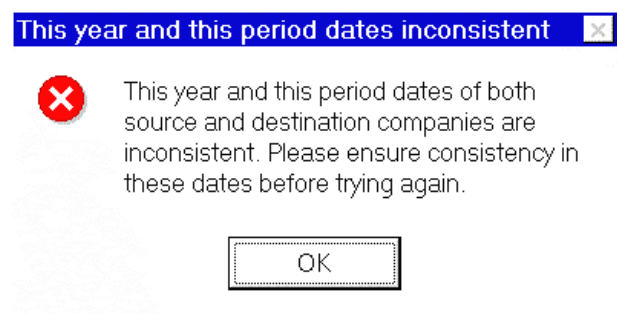 This year and this period dates inconsistent
This year and this period dates of both
source and destination companies are
inconsistent. Please ensure consistency in
these dates before trying again.
OK